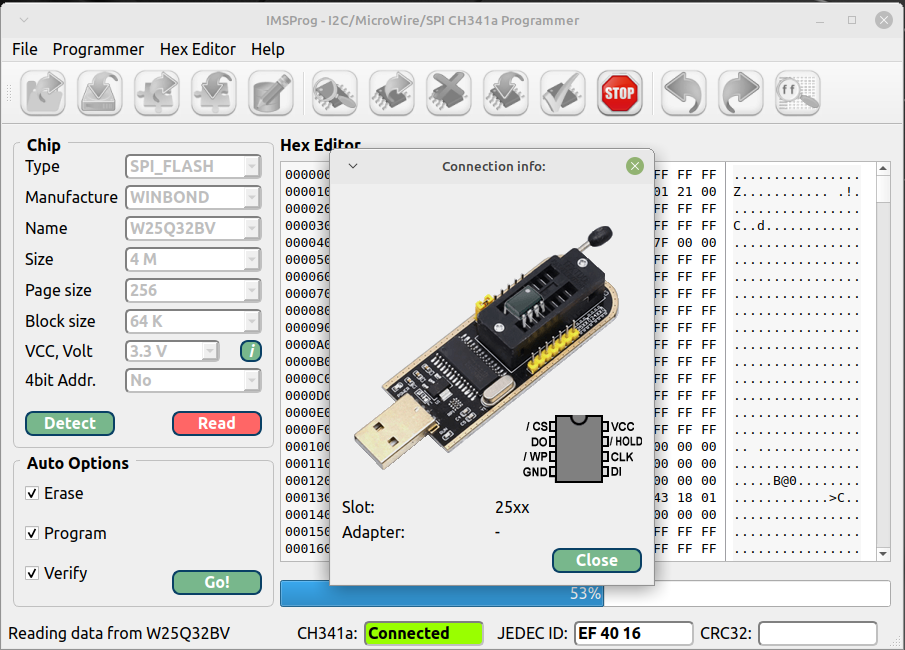 IMSProg - I2C/MicroWire/SPI CH341a Programmer
File Programmer Hex Editor Help
STOP
ff
Chip
Type SPI_FLASH
Manufacture WINBOND
Name W25Q32BV
Size 4 M
Page size 256
Block size 64 K
VCC, Volt 3.3 V i
4bit Addr. No
Detect Read
Auto Options
Erase
Program
Verify
Go!
Hex Editor
000000 FF FF FF ................
000010 01 21 00 Z.......... .!.
000020 FF FF FF ................
000030 FF FF FF C..d............
000040 7F 00 00 ................
000050 FF FF FF ................
000060 FF FF FF ................
000070 FF FF FF ................
000080 FF FF FF ................
000090 FF FF FF ................
0000A0 FF FF FF ................
0000B0 FF FF FF ................
0000C0 FF FF FF ................
0000D0 FF FF FF ................
0000E0 FF FF FF ................
0000F0 FF FF FF ................
000100 00 00 00 .. .............
000110 00 00 00 ................
000120 00 00 00 .....B@0........
000130 43 18 01 ............>C..
000140 00 00 00 ................
000150 FF FF FF ................
000160 FF FF FF ................
Connection info:
/ CS VCC
DO / HOLD
/ WP CLK
GND DI
Slot: 25xx
Adapter: -
Close
53%
Reading data from W25Q32BV CH341a: Connected JEDEC ID: EF 40 16 CRC32: